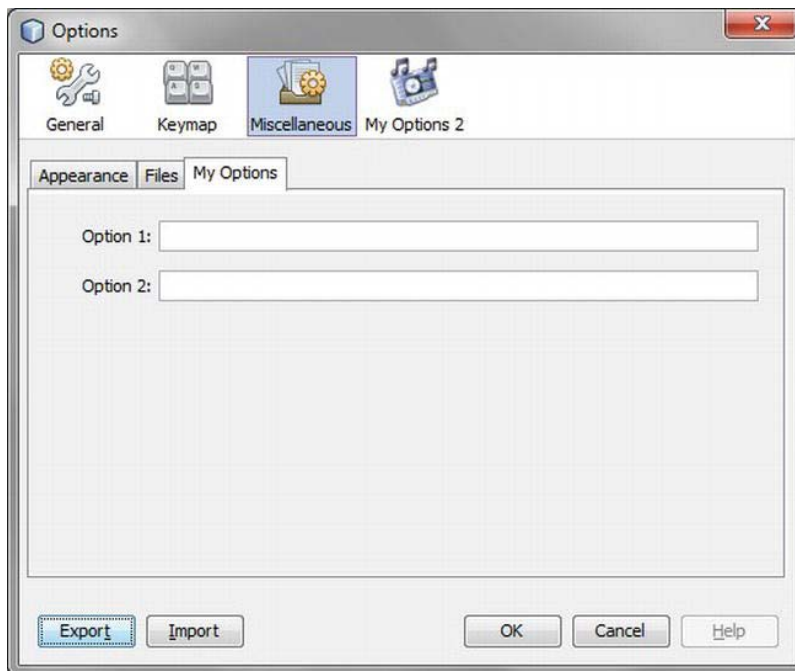 Options
General Keymap Miscellaneous My Options 2
Appearance Files My Options
Option 1:
Option 2:
Export Import OK Cancel Help